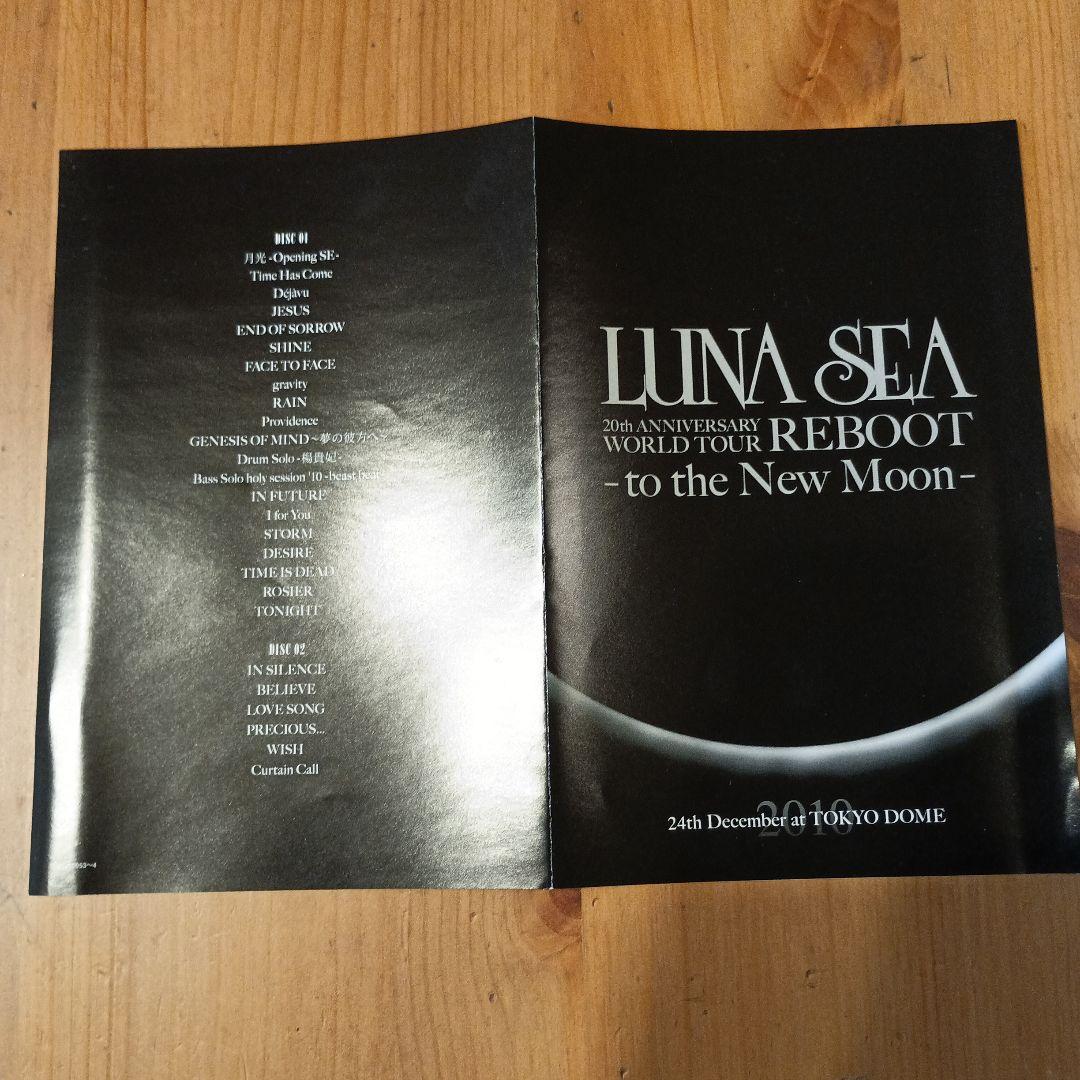 DISC 01
月光 -Opening SE-
Time Has Come
Déjàvu
JESUS
END OF SORROW
SHINE
FACE TO FACE
gravity
RAIN
Providence
GENESIS OF MIND～夢の彼方へ～
Drum Solo -楊貴妃-
Bass Solo holy session '10 -beast beat-
IN FUTURE
I for You
STORM
DESIRE
TIME IS DEAD
ROSIER
TONIGHT
DISC 02
IN SILENCE
BELIEVE
LOVE SONG
PRECIOUS...
WISH
Curtain Call
LUNA SEA
20th ANNIVERSARY
WORLD TOUR REBOOT
-to the New Moon-
2010
24th December at TOKYO DOME